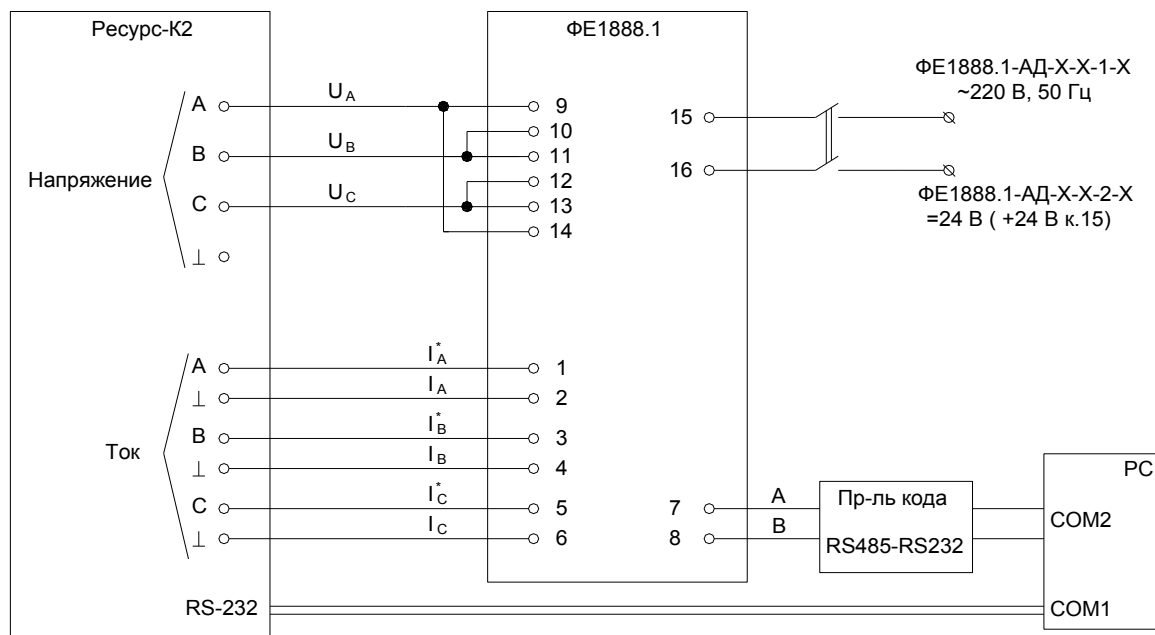 Ресурс-К2
ФЕ1888.1
ФЕ1888.1-АД-Х-Х-1-Х
~220 В, 50 Гц
Напряжение
A
B
C
⊥
U A
U B
U C
9
10
11
12
13
14
15
16
ФЕ1888.1-АД-Х-Х-2-Х
=24 В ( +24 В к.15)
Ток
A
⊥
B
⊥
C
⊥
I*A
I A
I*B
I B
I*C
I C
1
2
3
4
5
6
7
8
A
B
Пр-ль кода
RS485-RS232
PC
COM2
RS-232
COM1